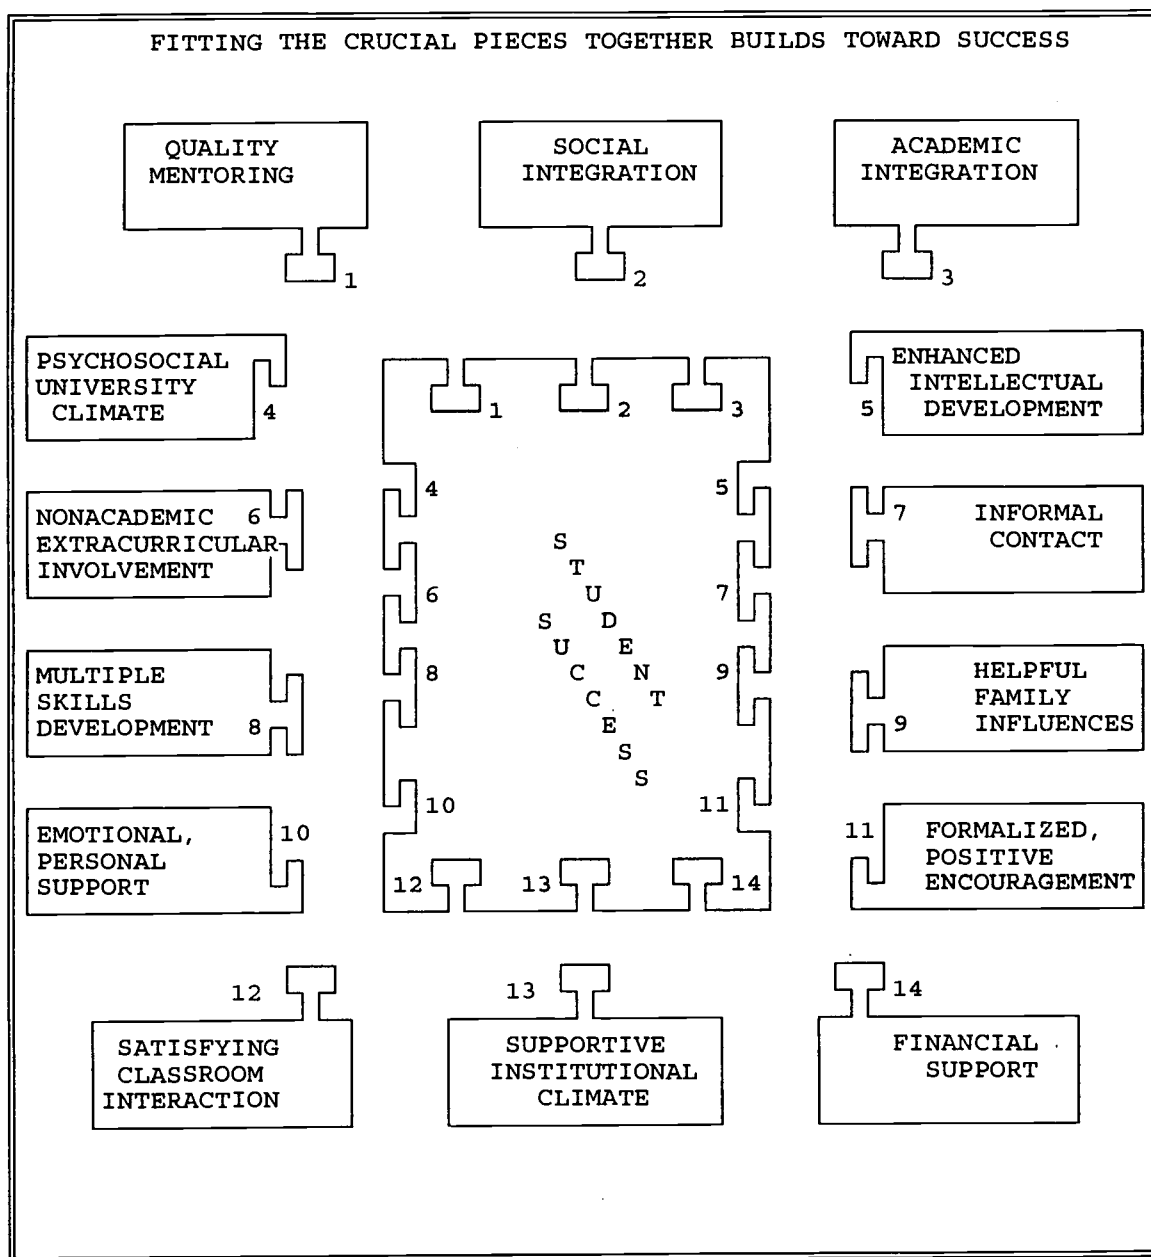 FITTING THE CRUCIAL PIECES TOGETHER BUILDS TOWARD SUCCESS
QUALITY
MENTORING
1
SOCIAL
INTEGRATION
2
ACADEMIC
INTEGRATION
3
PSYCHOSOCIAL
UNIVERSITY
CLIMATE
4
ENHANCED
INTELLECTUAL
DEVELOPMENT
5
1 2 3
4 5
6 7
8 9
10 11
12 13 14
STUDENT
SUCCESS
NONACADEMIC 6
EXTRACURRICULAR
INVOLVEMENT
7 INFORMAL
CONTACT
MULTIPLE
SKILLS
DEVELOPMENT 8
HELPFUL
FAMILY
9 INFLUENCES
EMOTIONAL, 10
PERSONAL
SUPPORT
11 FORMALIZED,
POSITIVE
ENCOURAGEMENT
12
SATISFYING
CLASSROOM
INTERACTION
13
SUPPORTIVE
INSTITUTIONAL
CLIMATE
14
FINANCIAL
SUPPORT